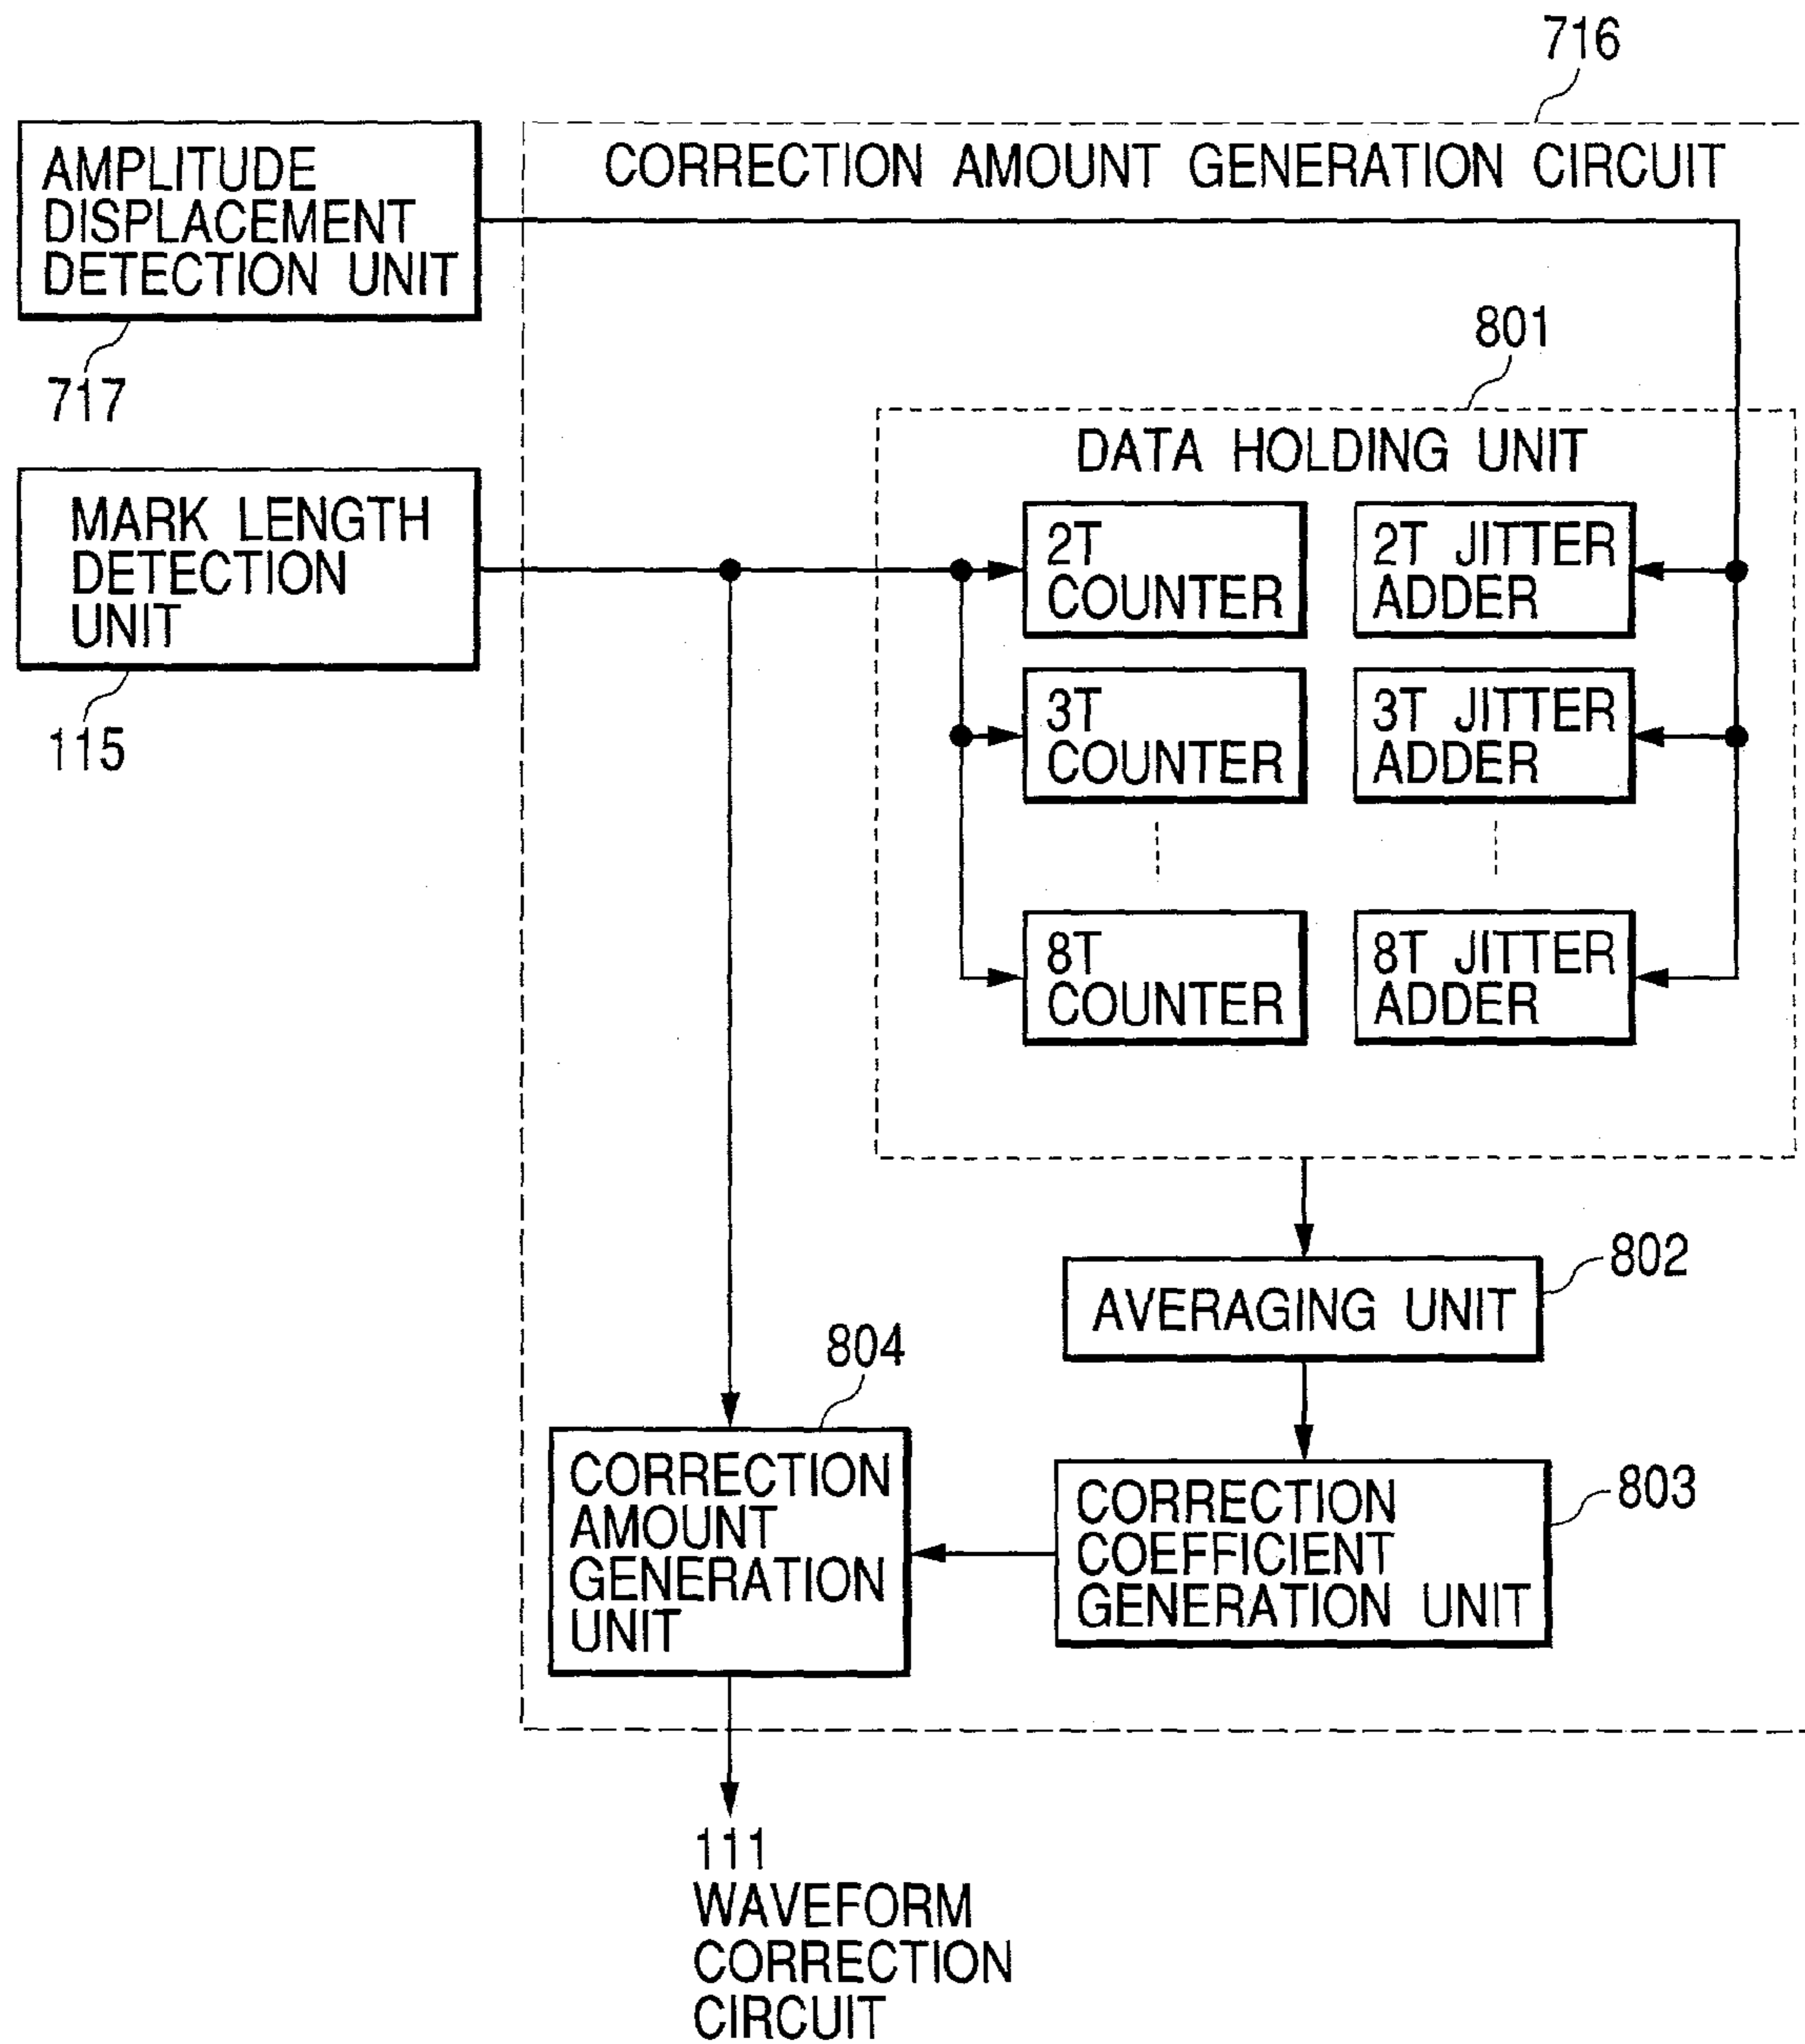 716
AMPLITUDE
DISPLACEMENT
DETECTION UNIT
717
CORRECTION AMOUNT GENERATION CIRCUIT
801
DATA HOLDING UNIT
MARK LENGTH
DETECTION
UNIT
115
2T
COUNTER
2T JITTER
ADDER
3T
COUNTER
3T JITTER
ADDER
8T
COUNTER
8T JITTER
ADDER
802
AVERAGING UNIT
804
CORRECTION
AMOUNT
GENERATION
UNIT
803
CORRECTION
COEFFICIENT
GENERATION UNIT
111
WAVEFORM
CORRECTION
CIRCUIT